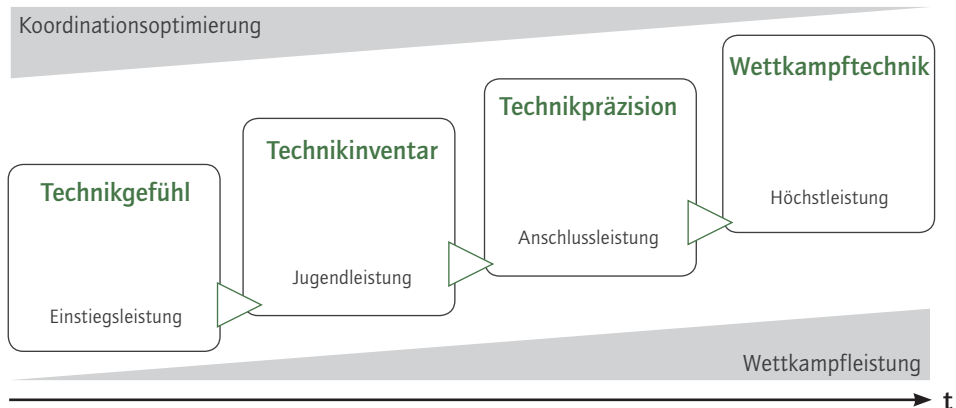 Koordinationsoptimierung
Wettkampftechnik
Höchstleistung
Technikpräzision
Anschlussleistung
Technikinventar
Jugendleistung
Technikgefühl
Einstiegsleistung
Wettkampfleistung
t